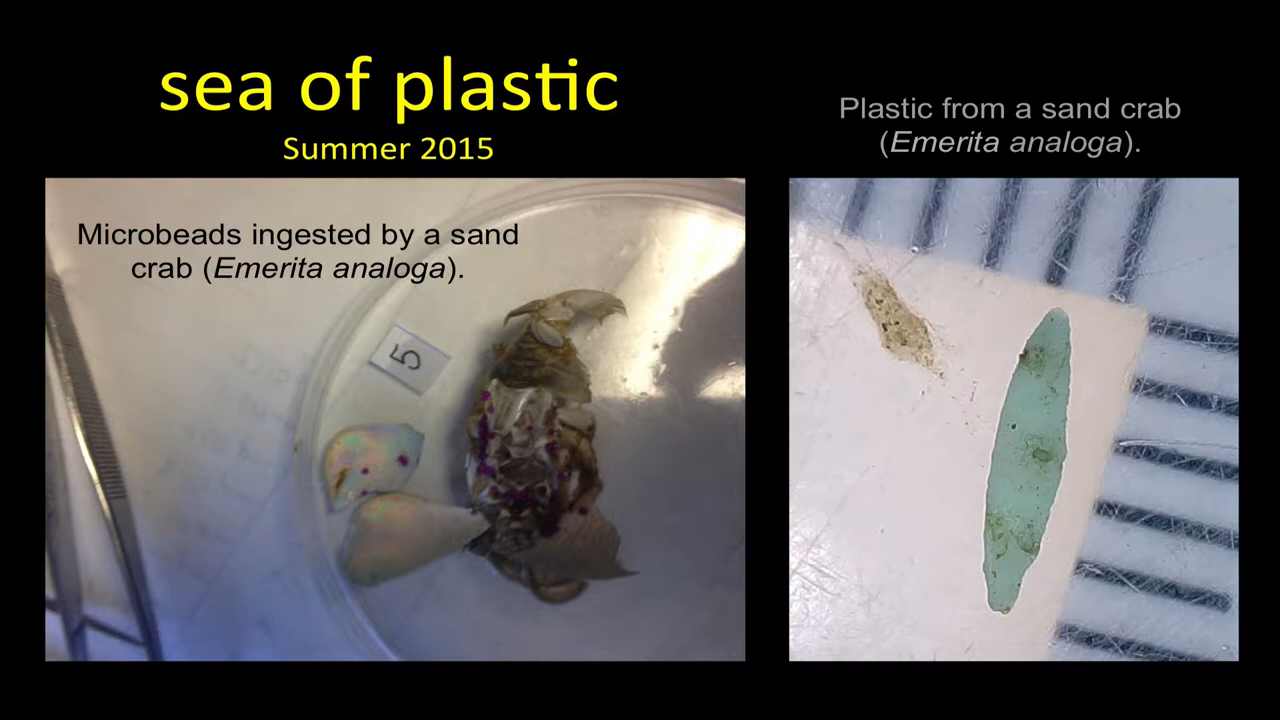 sea of plastic
Summer 2015
Plastic from a sand crab
(Emerita analoga).
Microbeads ingested by a sand
crab (Emerita analoga).
5